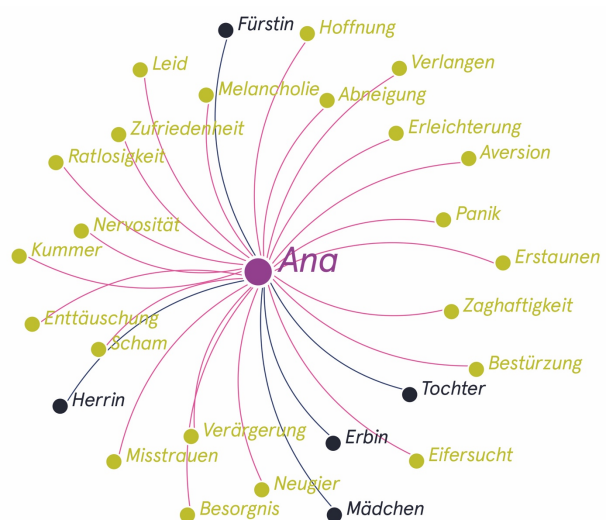 Fürstin
Hoffnung
Leid
Verlangen
Melancholie
Abneigung
Zufriedenheit
Erleichterung
Ratlosigkeit
Aversion
Panik
Nervosität
Kummer
Erstaunen
Ana
Zaghaftigkeit
Enttäuschung
Scham
Bestürzung
Tochter
Herrin
Verärgerung
Erbin
Misstrauen
Eifersucht
Neugier
Besorgnis
Mädchen